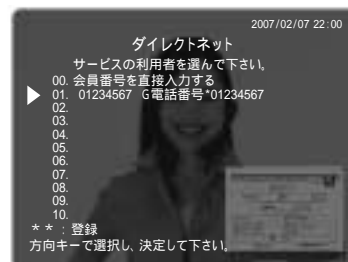 2007/02/07 22:00
ダイレクトネット
サービスの利用者を選んで下さい。
00. 会員番号を直接入力する
01. 01234567 G電話番号*01234567
02.
03.
04.
05.
06.
07.
08.
09.
10.
＊＊：登録
方向キーで選択し、決定して下さい。